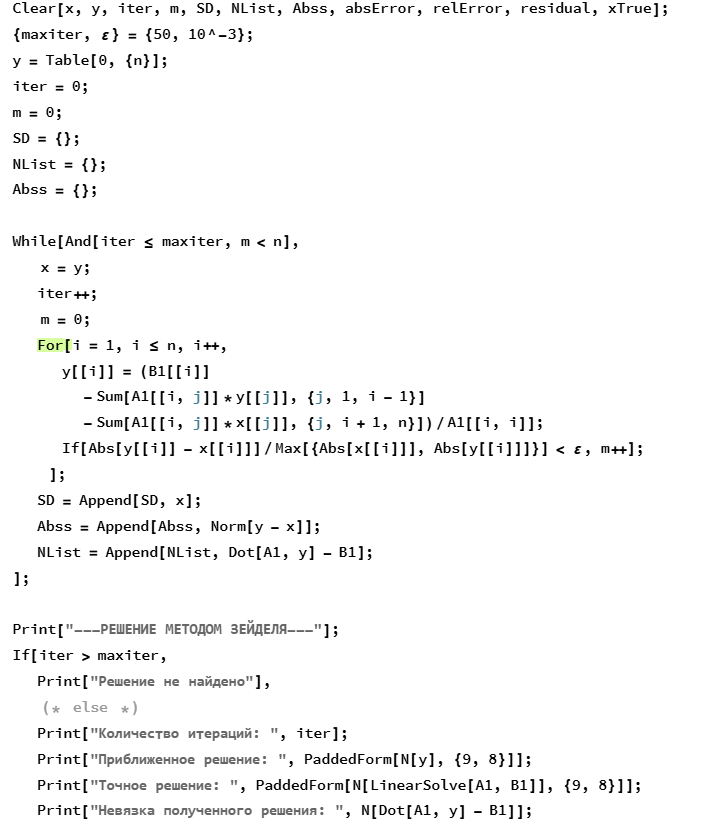 Clear[x, y, iter, m, SD, NList, Abss, absError, relError, residual, xTrue];
{maxiter, ε} = {50, 10^-3};
y = Table[0, {n}];
iter = 0;
m = 0;
SD = {};
NList = {};
Abss = {};
While[And[iter ≤ maxiter, m < n],
x = y;
iter++;
m = 0;
For[i = 1, i ≤ n, i++,
y[[i]] = (B1[[i]]
- Sum[A1[[i, j]] * y[[j]], {j, 1, i - 1}]
- Sum[A1[[i, j]] * x[[j]], {j, i + 1, n}]) / A1[[i, i]];
If[Abs[y[[i]] - x[[i]]] / Max[{Abs[x[[i]]], Abs[y[[i]]]}] < ε, m++];
];
SD = Append[SD, x];
Abss = Append[Abss, Norm[y - x]];
NList = Append[NList, Dot[A1, y] - B1];
];
Print["---РЕШЕНИЕ МЕТОДОМ ЗЕЙДЕЛЯ---"];
If[iter > maxiter,
Print["Решение не найдено"],
(* else *)
Print["Количество итераций: ", iter];
Print["Приближенное решение: ", PaddedForm[N[y], {9, 8}]];
Print["Точное решение: ", PaddedForm[N[LinearSolve[A1, B1]], {9, 8}]];
Print["Невязка полученного решения: ", N[Dot[A1, y] - B1]];